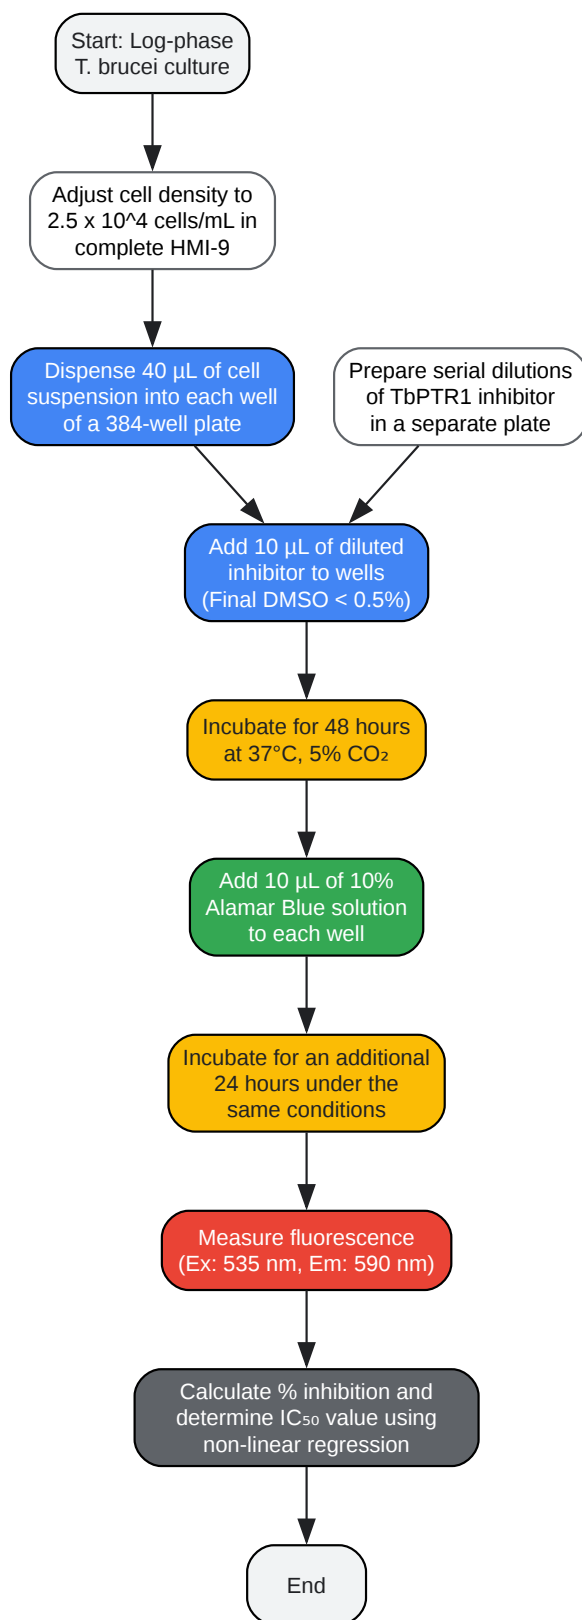 Start: Log-phase
T. brucei culture
Adjust cell density to
2.5 x 10^4 cells/mL in
complete HMI-9
Dispense 40 µL of cell
suspension into each well
of a 384-well plate
Prepare serial dilutions
of TbPTR1 inhibitor
in a separate plate
Add 10 µL of diluted
inhibitor to wells
(Final DMSO < 0.5%)
Incubate for 48 hours
at 37°C, 5% CO₂
Add 10 µL of 10%
Alamar Blue solution
to each well
Incubate for an additional
24 hours under the
same conditions
Measure fluorescence
(Ex: 535 nm, Em: 590 nm)
Calculate % inhibition and
determine IC₅₀ value using
non-linear regression
End